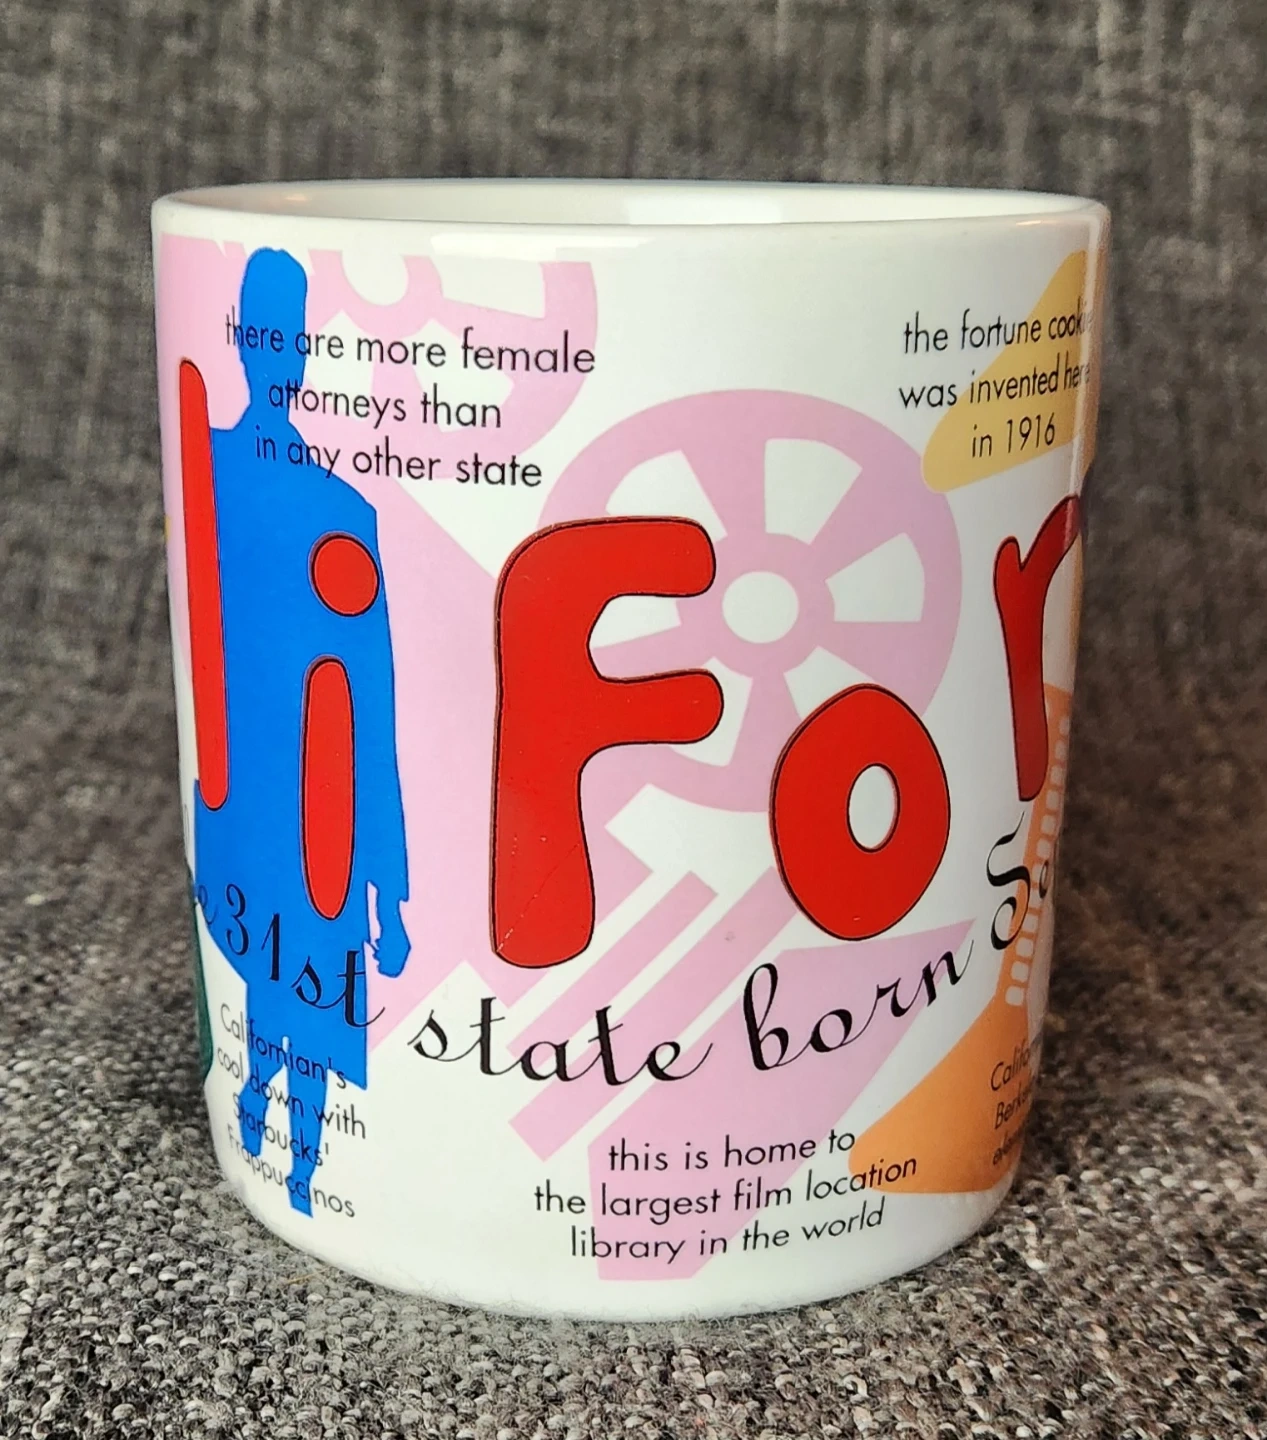 there are more female
attorneys than
in any other state
the fortune
was invented
in 1916
lifor
31st state born
Californian's
cool down with
Starbucks'
Frappuccinos
this is home to
the largest film location
library in the world